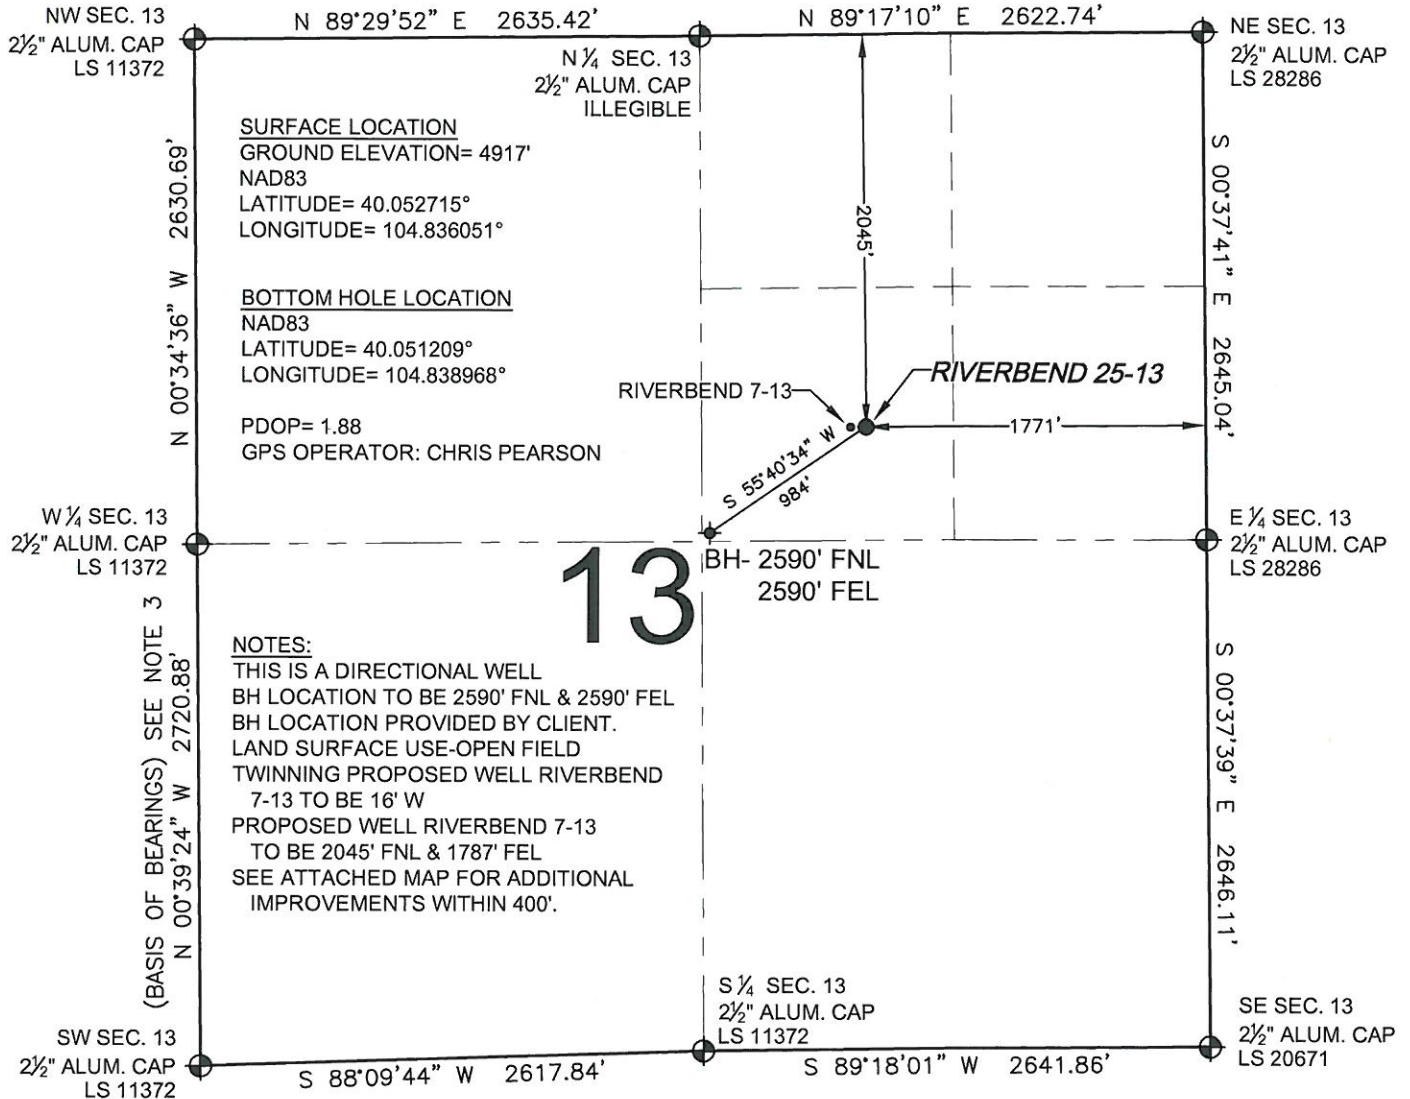 NW SEC. 13
2½" ALUM. CAP
LS 11372
N 89°29'52" E 2635.42'
N ¼ SEC. 13
2½" ALUM. CAP
ILLEGIBLE
N 89°17'10" E 2622.74'
NE SEC. 13
2½" ALUM. CAP
LS 28286
N 00°34'36" W 2630.69'
SURFACE LOCATION
GROUND ELEVATION= 4917'
NAD83
LATITUDE= 40.052715°
LONGITUDE= 104.836051°
BOTTOM HOLE LOCATION
NAD83
LATITUDE= 40.051209°
LONGITUDE= 104.838968°
PDOP= 1.88
GPS OPERATOR: CHRIS PEARSON
2045'
S 00°37'41" E 2645.04'
RIVERBEND 7-13
RIVERBEND 25-13
1771'
S 55°40'34" W
984'
W ¼ SEC. 13
2½" ALUM. CAP
LS 11372
13
BH- 2590' FNL
2590' FEL
E ¼ SEC. 13
2½" ALUM. CAP
LS 28286
(BASIS OF BEARINGS) SEE NOTE 3
N 00°39'24" W 2720.88'
NOTES:
THIS IS A DIRECTIONAL WELL
BH LOCATION TO BE 2590' FNL & 2590' FEL
BH LOCATION PROVIDED BY CLIENT.
LAND SURFACE USE-OPEN FIELD
TWINNING PROPOSED WELL RIVERBEND
7-13 TO BE 16' W
PROPOSED WELL RIVERBEND 7-13
TO BE 2045' FNL & 1787' FEL
SEE ATTACHED MAP FOR ADDITIONAL
IMPROVEMENTS WITHIN 400'.
S 00°37'39" E 2646.11'
SW SEC. 13
2½" ALUM. CAP
LS 11372
S 88°09'44" W 2617.84'
S ¼ SEC. 13
2½" ALUM. CAP
LS 11372
S 89°18'01" W 2641.86'
SE SEC. 13
2½" ALUM. CAP
LS 20671